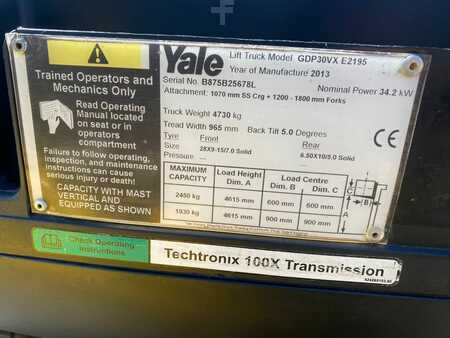 Yale
Lift Truck Model GDP30VX E2195
Year of Manufacture 2013
Serial No. B875B25678L
Nominal Power 34.2 kW
Attachment: 1070 mm SS Crg + 1200 - 1800 mm Forks
Truck Weight 4730 kg
Tread Width 965 mm Back Tilt 5.0 Degrees
Type Front Rear
28X9-15/7.0 Solid 6.50X10/5.0 Solid
Pressure --- ---
CE
MAXIMUM CAPACITY
Load Height Dim. A
Load Centre Dim. B Dim. C
2450 kg 4615 mm 600 mm 600 mm
1930 kg 4615 mm 900 mm 900 mm
A
B
C
Trained Operators and
Mechanics Only
Read Operating
Manual located
on seat or in
operators
compartment
Failure to follow operating,
inspection, and maintenance
instructions can cause
serious injury or death
CAPACITY WITH MAST
VERTICAL AND
EQUIPPED AS SHOWN
Check Operating
Instructions
Techtronix 100X Transmission